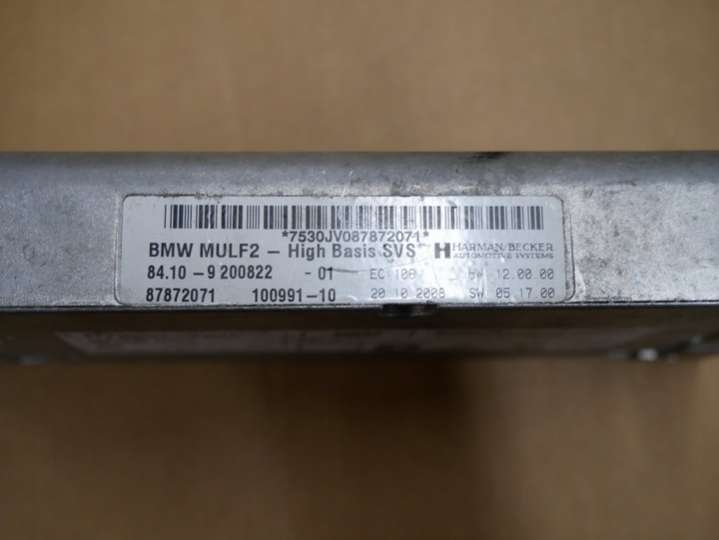 *7530JV087872071*
BMW MULF2 – High Basis SVS HARMAN/BECKER
AUTOMOTIVE SYSTEMS
84.10 – 9 200822 - 01 EC 12.00.00
87872071 100991-10 20 10 2008 SW 05.17.00